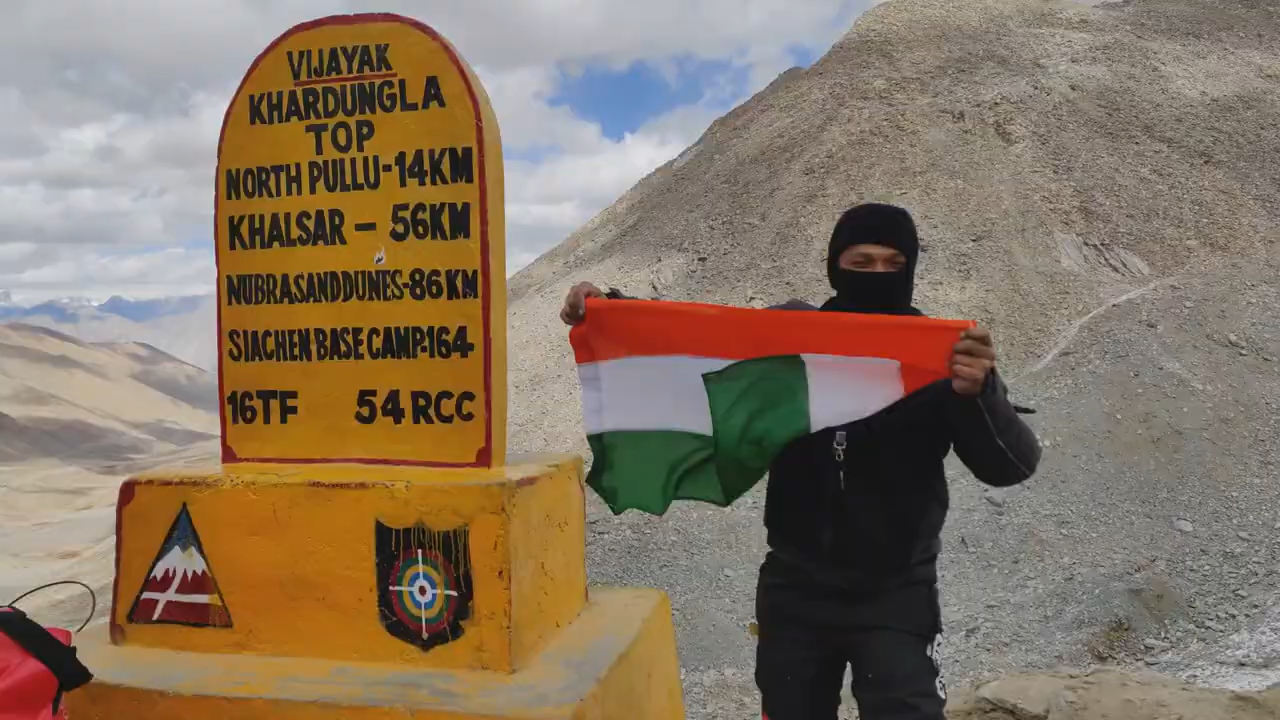 VIJAYAK
KHARDUNGLA
TOP
NORTH PULLU-14KM
KHALSAR - 56KM
NUBRASANDDUNES-86KM
SIACHEN BASE CAMP-164
16TF 54 RCC